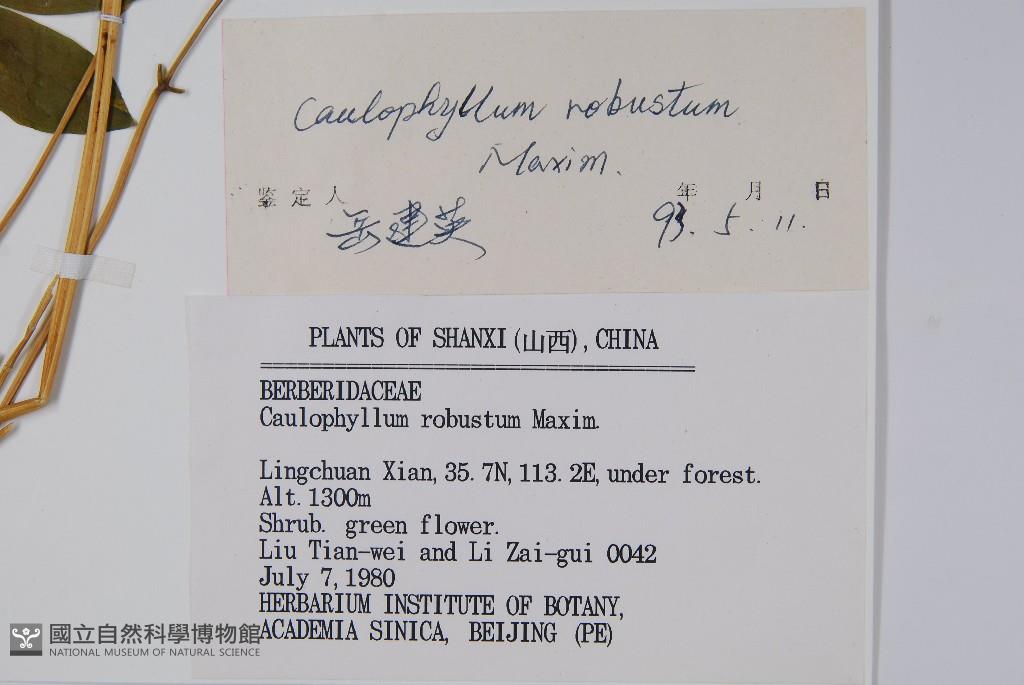 Caulophyllum robustum
Maxim.
鉴定人 年 月 日
岳建英 93. 5. 11.
PLANTS OF SHANXI (山西), CHINA
BERBERIDACEAE
Caulophyllum robustum Maxim.
Lingchuan Xian, 35. 7N, 113. 2E, under forest.
Alt. 1300m
Shrub. green flower.
Liu Tian-wei and Li Zai-gui 0042
July 7, 1980
HERBARIUM INSTITUTE OF BOTANY,
ACADEMIA SINICA, BEIJING (PE)
國立自然科學博物館
NATIONAL MUSEUM OF NATURAL SCIENCE